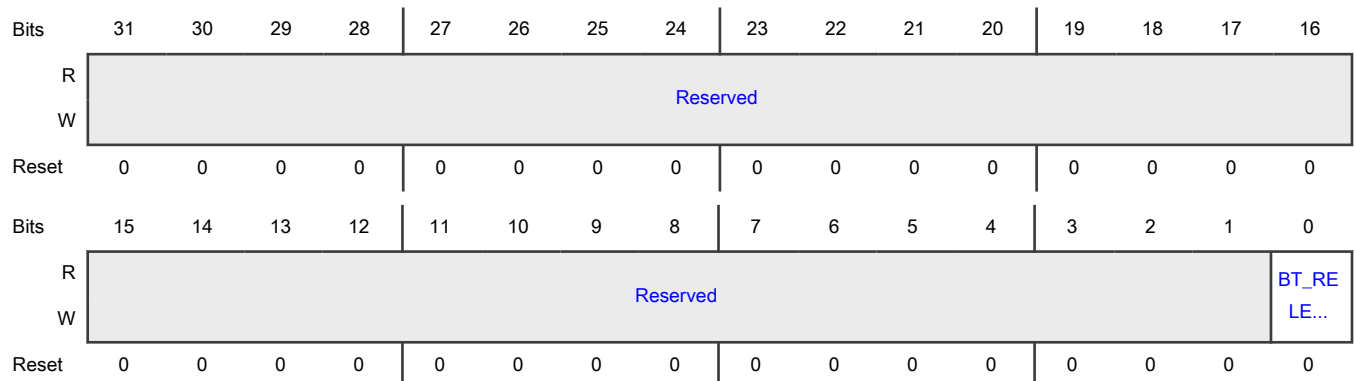 Bits 31 30 29 28 27 26 25 24 23 22 21 20 19 18 17 16
R
Reserved
W
Reset 0 0 0 0 0 0 0 0 0 0 0 0 0 0 0 0
Bits 15 14 13 12 11 10 9 8 7 6 5 4 3 2 1 0
R
BT_RE
Reserved
LE...
W
Reset 0 0 0 0 0 0 0 0 0 0 0 0 0 0 0 0